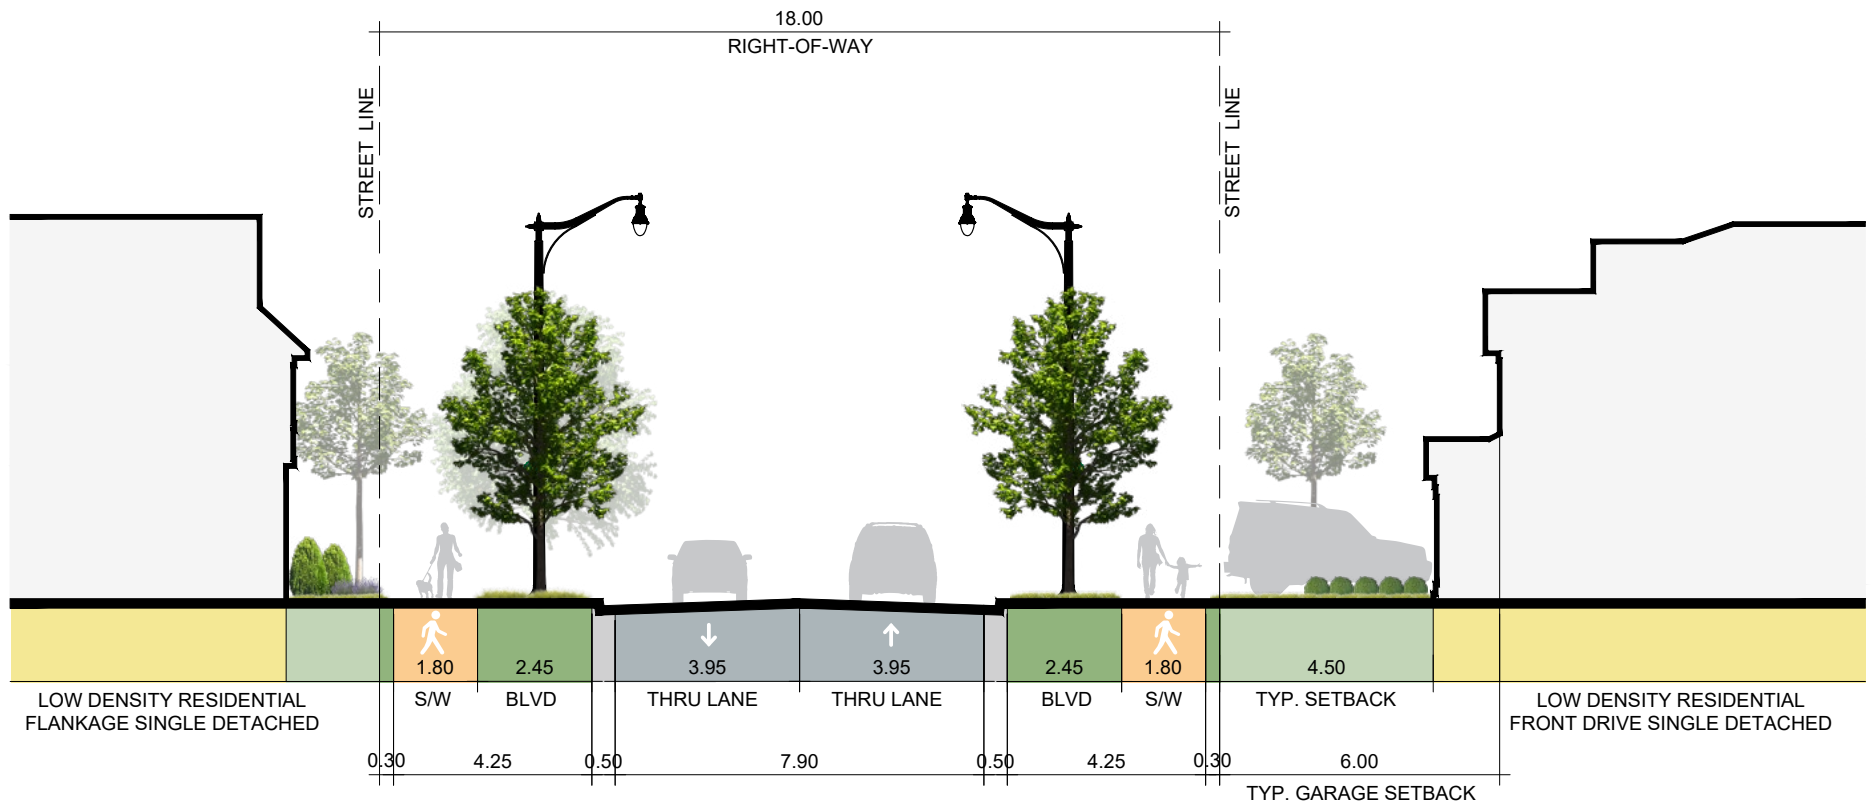 18.00
RIGHT-OF-WAY
STREET LINE
STREET LINE
1.80
2.45
3.95
3.95
2.45
1.80
4.50
LOW DENSITY RESIDENTIAL
FLANKAGE SINGLE DETACHED
S/W
BLVD
THRU LANE
THRU LANE
BLVD
S/W
TYP. SETBACK
LOW DENSITY RESIDENTIAL
FRONT DRIVE SINGLE DETACHED
0.30
4.25
0.50
7.90
0.50
4.25
0.30
6.00
TYP. GARAGE SETBACK